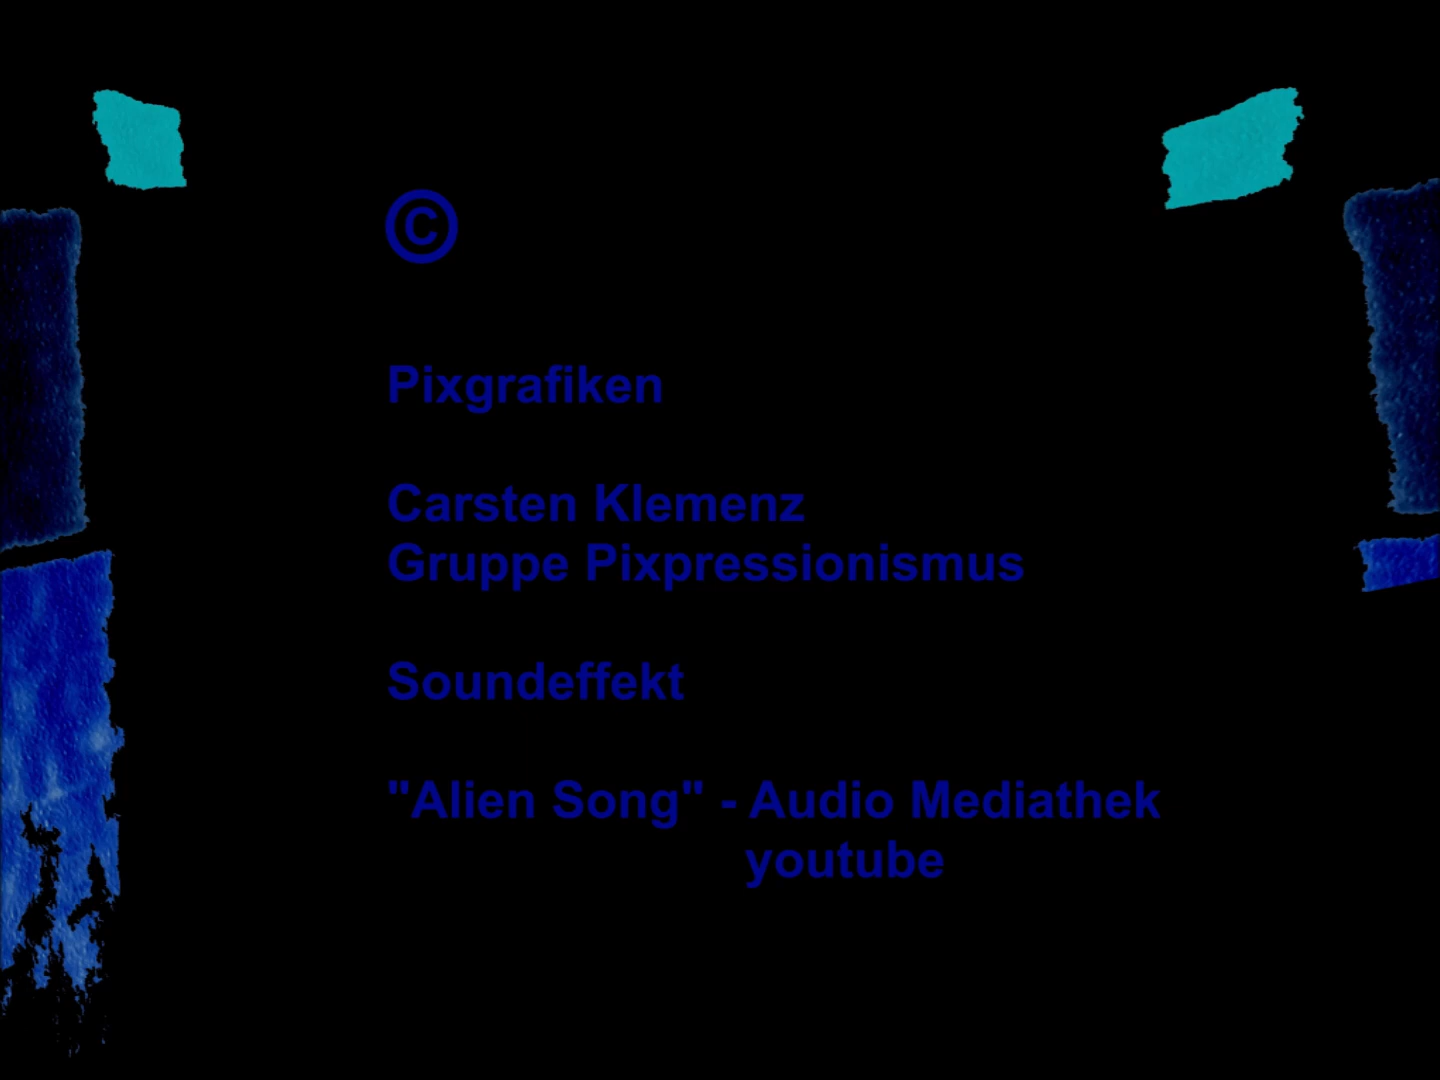 ©
Pixgrafiken
Carsten Klemenz
Gruppe Pixpressionismus
Soundeffekt
"Alien Song" - Audio Mediathek
youtube